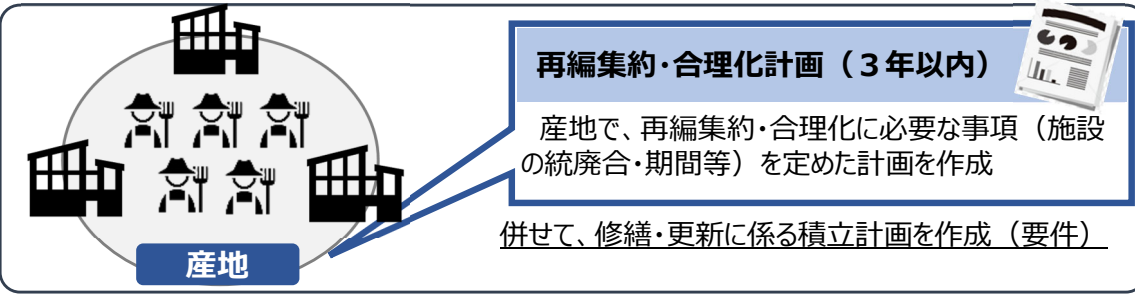 再編集約・合理化計画（３年以内）
産地で、再編集約・合理化に必要な事項（施設
の統廃合・期間等）を定めた計画を作成
併せて、修繕・更新に係る積立計画を作成（要件）
産地